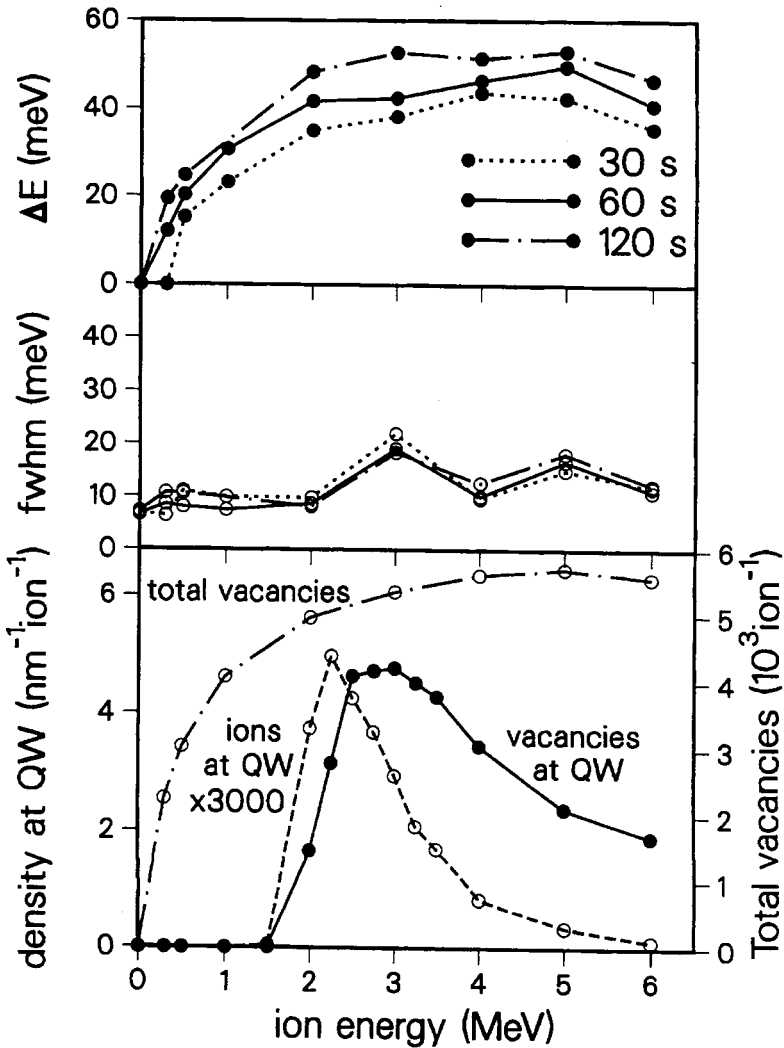 60
40
20
0
ΔE (meV)
30 s
60 s
120 s
40
30
20
10
0
fwhm (meV)
6
4
2
0
density at QW (nm⁻¹ion⁻¹)
total vacancies
ions
at QW
x3000
vacancies
at QW
6
5
4
3
2
1
0
Total vacancies (10³ion⁻¹)
0 1 2 3 4 5 6
ion energy (MeV)